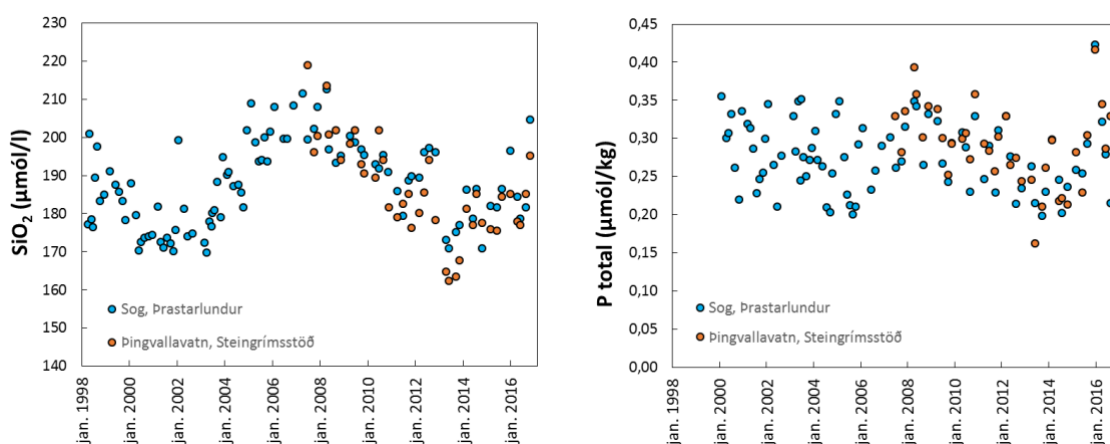 SiO₂ (µmól/l)
230
220
210
200
190
180
170
160
150
140
Sog, Þrastarlundur
Þingvallavatn, Steingrímsstöð
jan. 1998
jan. 2000
jan. 2002
jan. 2004
jan. 2006
jan. 2008
jan. 2010
jan. 2012
jan. 2014
jan. 2016
P total (µmól/kg)
0,45
0,40
0,35
0,30
0,25
0,20
0,15
0,10
0,05
0,00
Sog, Þrastarlundur
Þingvallavatn, Steingrímsstöð
jan. 1998
jan. 2000
jan. 2002
jan. 2004
jan. 2006
jan. 2008
jan. 2010
jan. 2012
jan. 2014
jan. 2016